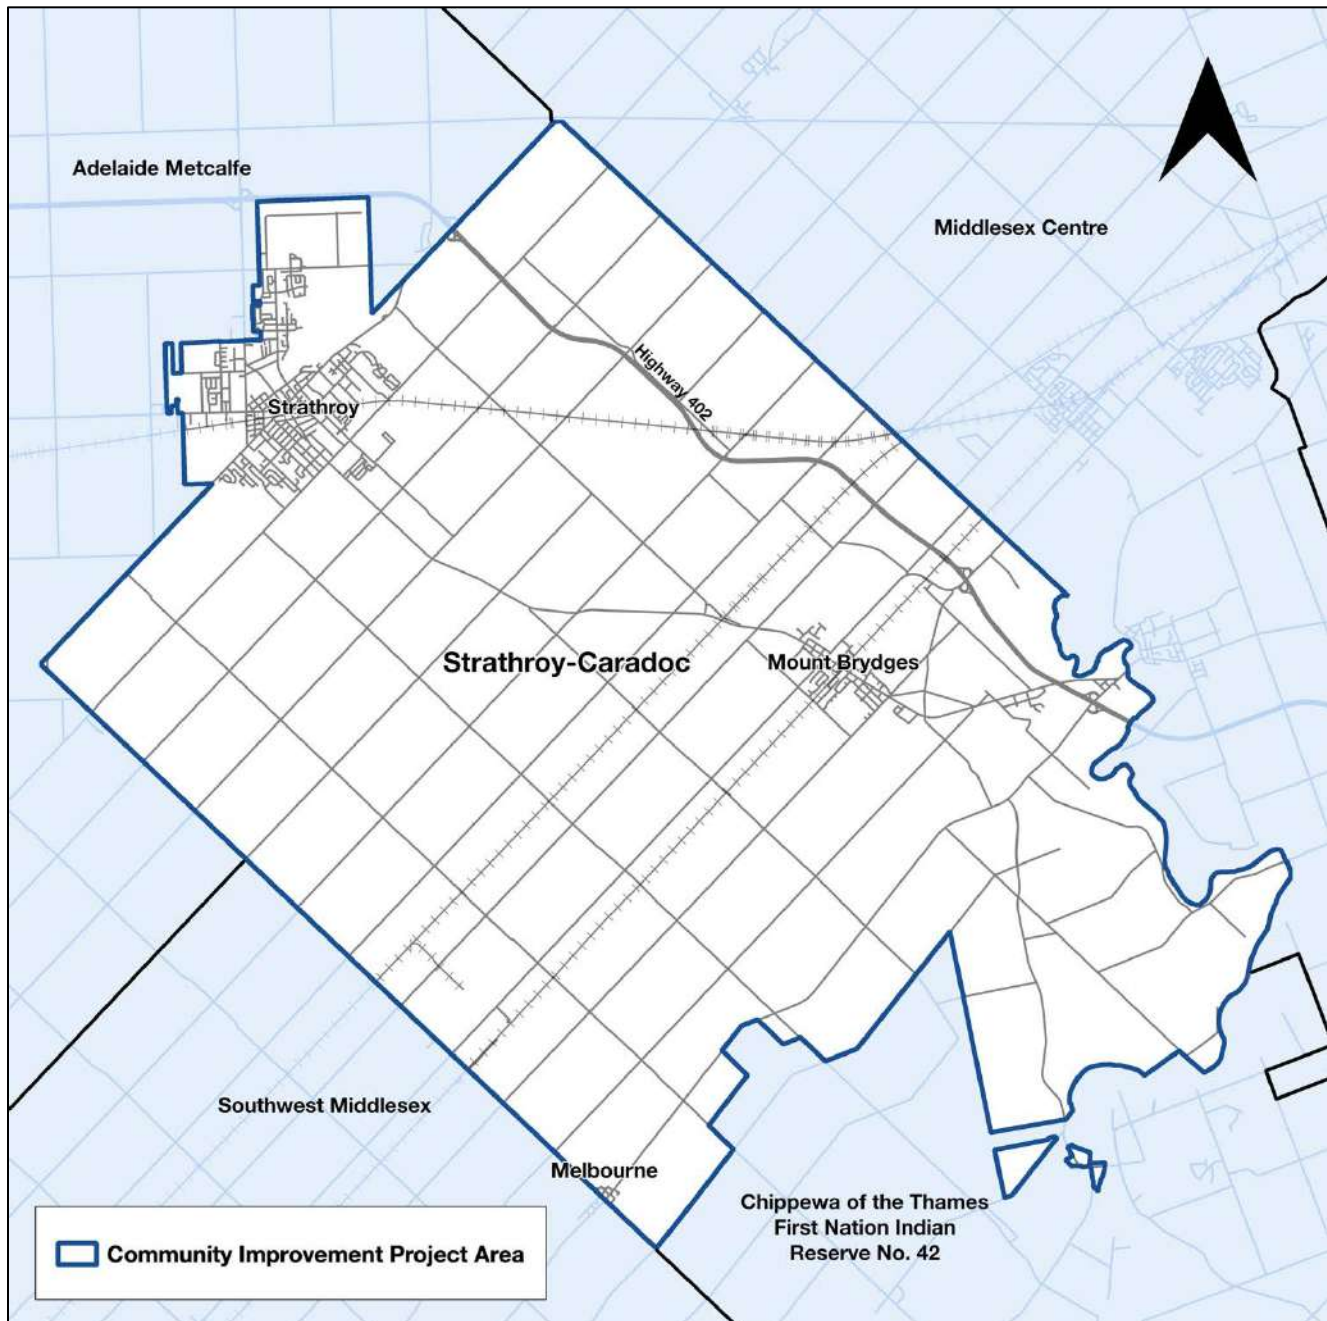 Adelaide Metcalfe
Middlesex Centre
Highway 402
Strathroy
Strathroy-Caradoc
Mount Brydges
Southwest Middlesex
Melbourne
Chippewa of the Thames
First Nation Indian
Reserve No. 42
Community Improvement Project Area